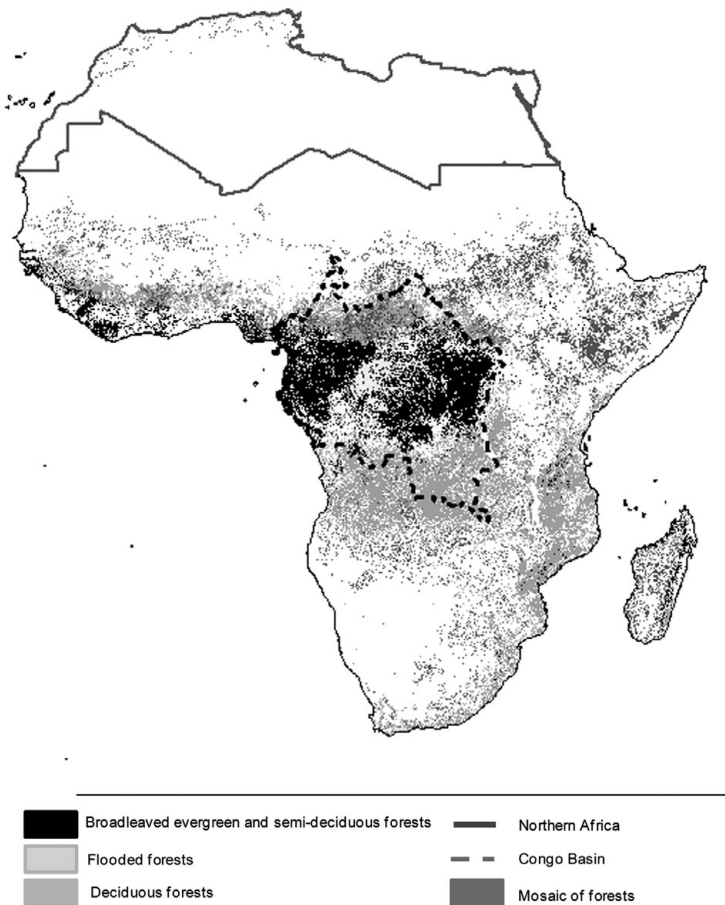 Broadleaved evergreen and semi-deciduous forests
Northern Africa
Flooded forests
Congo Basin
Deciduous forests
Mosaic of forests